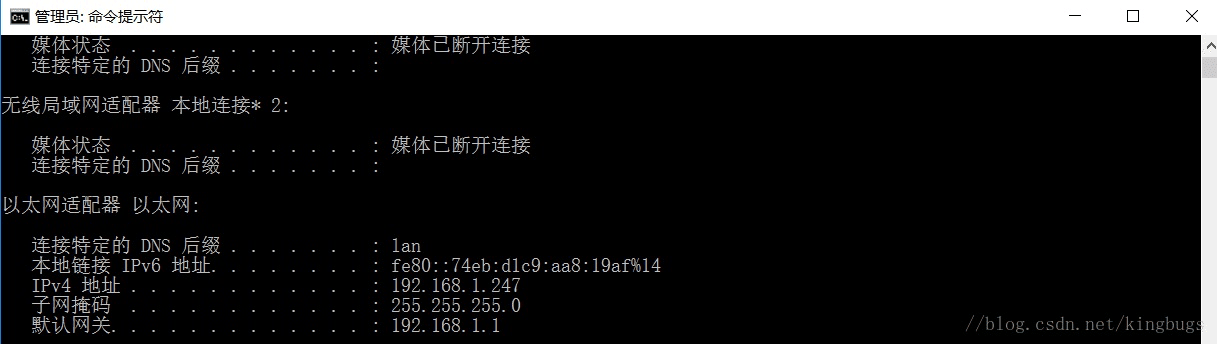 管理员: 命令提示符
媒体状态  . . . . . . . . . . . . : 媒体已断开连接
连接特定的 DNS 后缀 . . . . . . . :
无线局域网适配器 本地连接* 2:
媒体状态  . . . . . . . . . . . . : 媒体已断开连接
连接特定的 DNS 后缀 . . . . . . . :
以太网适配器 以太网:
连接特定的 DNS 后缀 . . . . . . . : lan
本地链接 IPv6 地址. . . . . . . . : fe80::74eb:d1c9:aa8:19af%14
IPv4 地址 . . . . . . . . . . . . : 192.168.1.247
子网掩码  . . . . . . . . . . . . : 255.255.255.0
默认网关. . . . . . . . . . . . . : 192.168.1.1
//blog.csdn.net/kingbugs